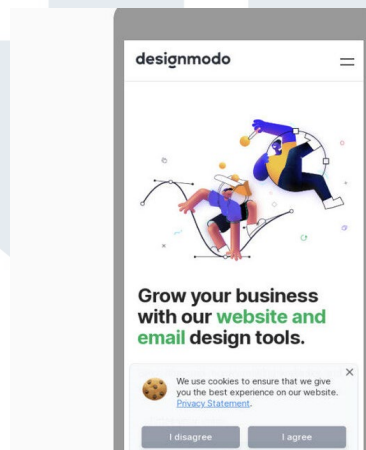 designmodo
Grow your business
with our website and
email design tools.
We use cookies to ensure that we give
you the best experience on our website.
Privacy Statement.
I disagree
I agree